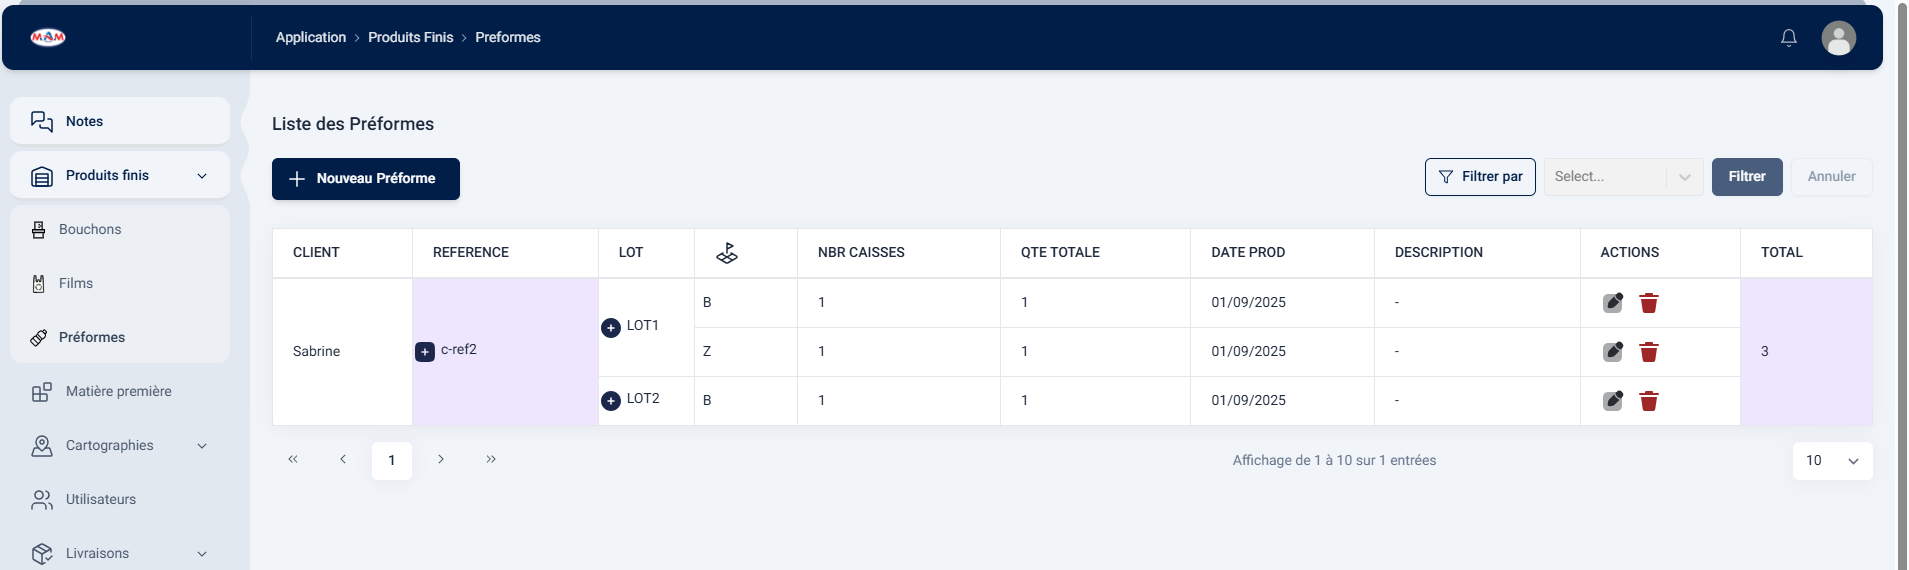 MAM
Application > Produits Finis > Preformes
Notes
Produits finis
Bouchons
Films
Préformes
Matière première
Cartographies
Utilisateurs
Livraisons
Liste des Préformes
Nouveau Préforme
Filtrer par
Select...
Filtrer
Annuler
CLIENT REFERENCE LOT NBR CAISSES QTE TOTALE DATE PROD DESCRIPTION ACTIONS TOTAL
Sabrine c-ref2 LOT1 B 1 1 01/09/2025 - 3
Z 1 1 01/09/2025 -
LOT2 B 1 1 01/09/2025 -
« ‹ 1 › »
Affichage de 1 à 10 sur 1 entrées
10